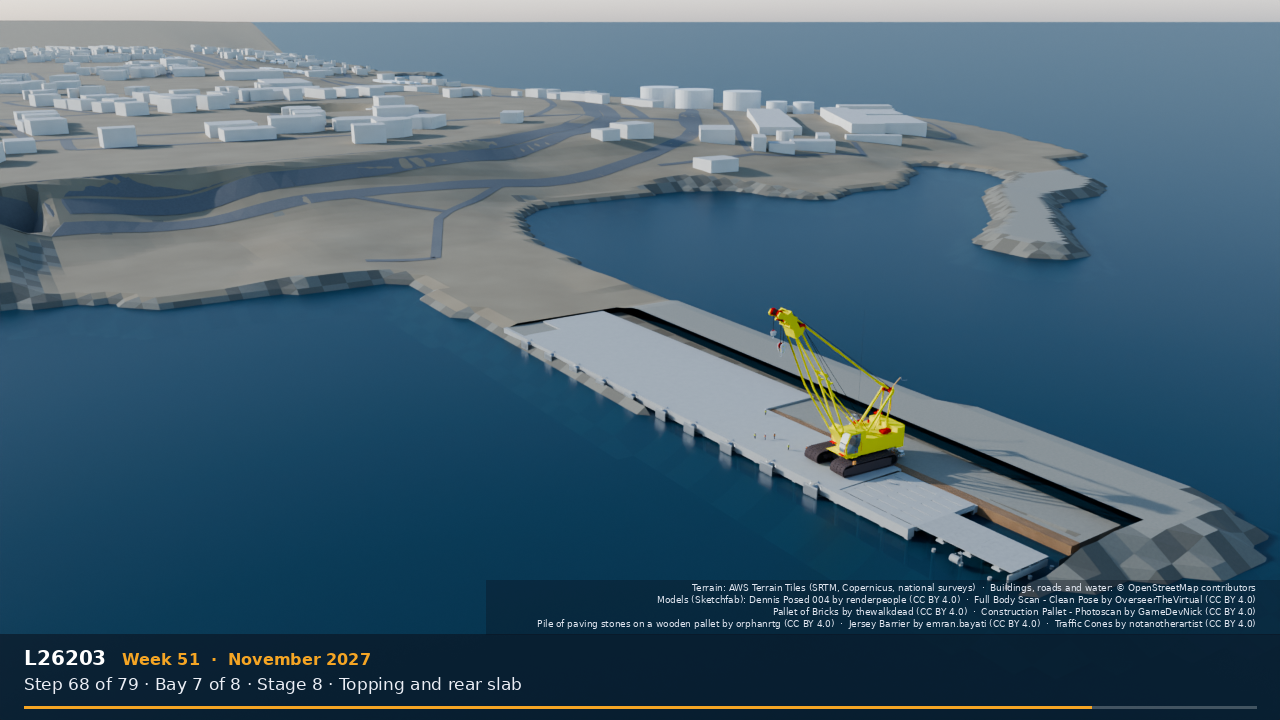 Terrain: AWS Terrain Tiles (SRTM, Copernicus, national surveys)  ·  Buildings, roads and water: © OpenStreetMap contributors
Models (Sketchfab): Dennis Posed 004 by renderpeople (CC BY 4.0)  ·  Full Body Scan - Clean Pose by OverseerTheVirtual (CC BY 4.0)
Pallet of Bricks by thewalkdead (CC BY 4.0)  ·  Construction Pallet - Photoscan by GameDevNick (CC BY 4.0)
Pile of paving stones on a wooden pallet by orphanrtg (CC BY 4.0)  ·  Jersey Barrier by emran.bayati (CC BY 4.0)  ·  Traffic Cones by notanotherartist (CC BY 4.0)
L26203 Week 51 · November 2027
Step 68 of 79 · Bay 7 of 8 · Stage 8 · Topping and rear slab